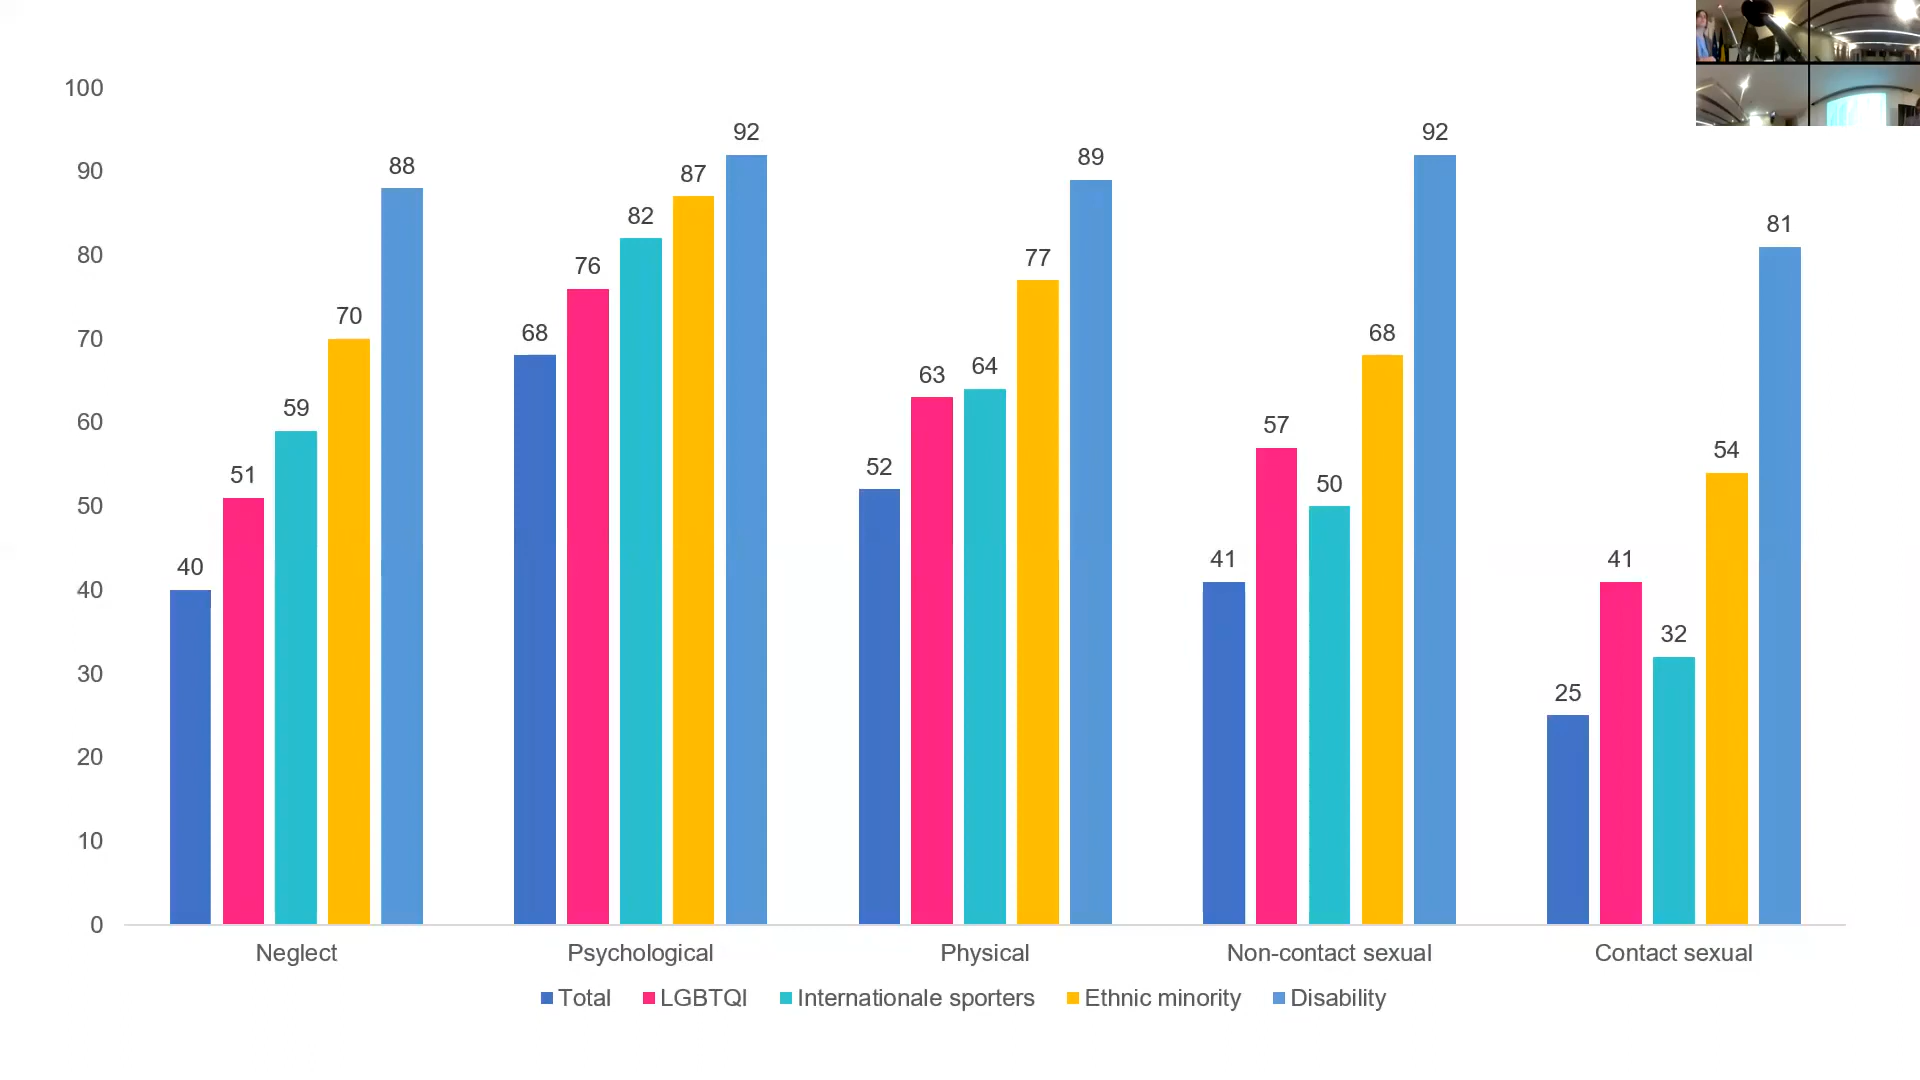 100
90
80
70
60
50
40
30
20
10
0
40 51 59 70 88
68 76 82 87 92
52 63 64 77 89
41 57 50 68 92
25 41 32 54 81
Neglect Psychological Physical Non-contact sexual Contact sexual
Total LGBTQI Internationale sporters Ethnic minority Disability